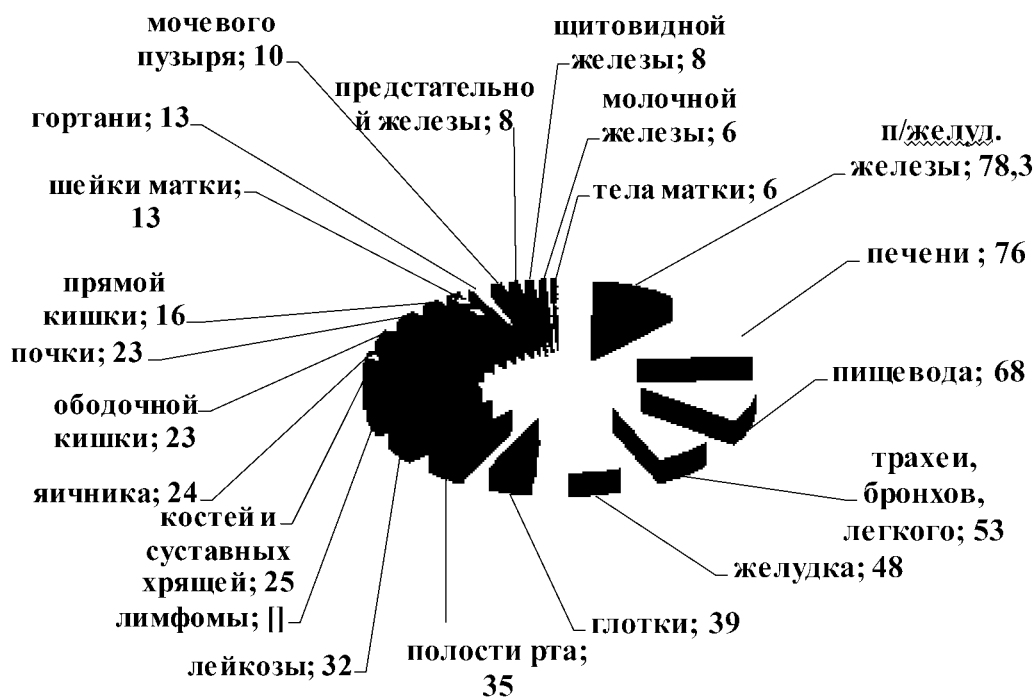 мочевого
пузыря; 10
щитовидной
железы; 8
предстательно
й железы; 8
молочной
железы; 6
п/желуд.
железы; 78,3
гортани; 13
шейки матки;
13
тела матки; 6
печени ; 76
прямой
кишки; 16
почки; 23
пищевода; 68
ободочной
кишки; 23
трахеи,
бронхов,
легкого; 53
яичника; 24
костей и
суставных
хрящей; 25
желудка; 48
лимфомы; []
глотки; 39
лейкозы; 32
полости рта;
35